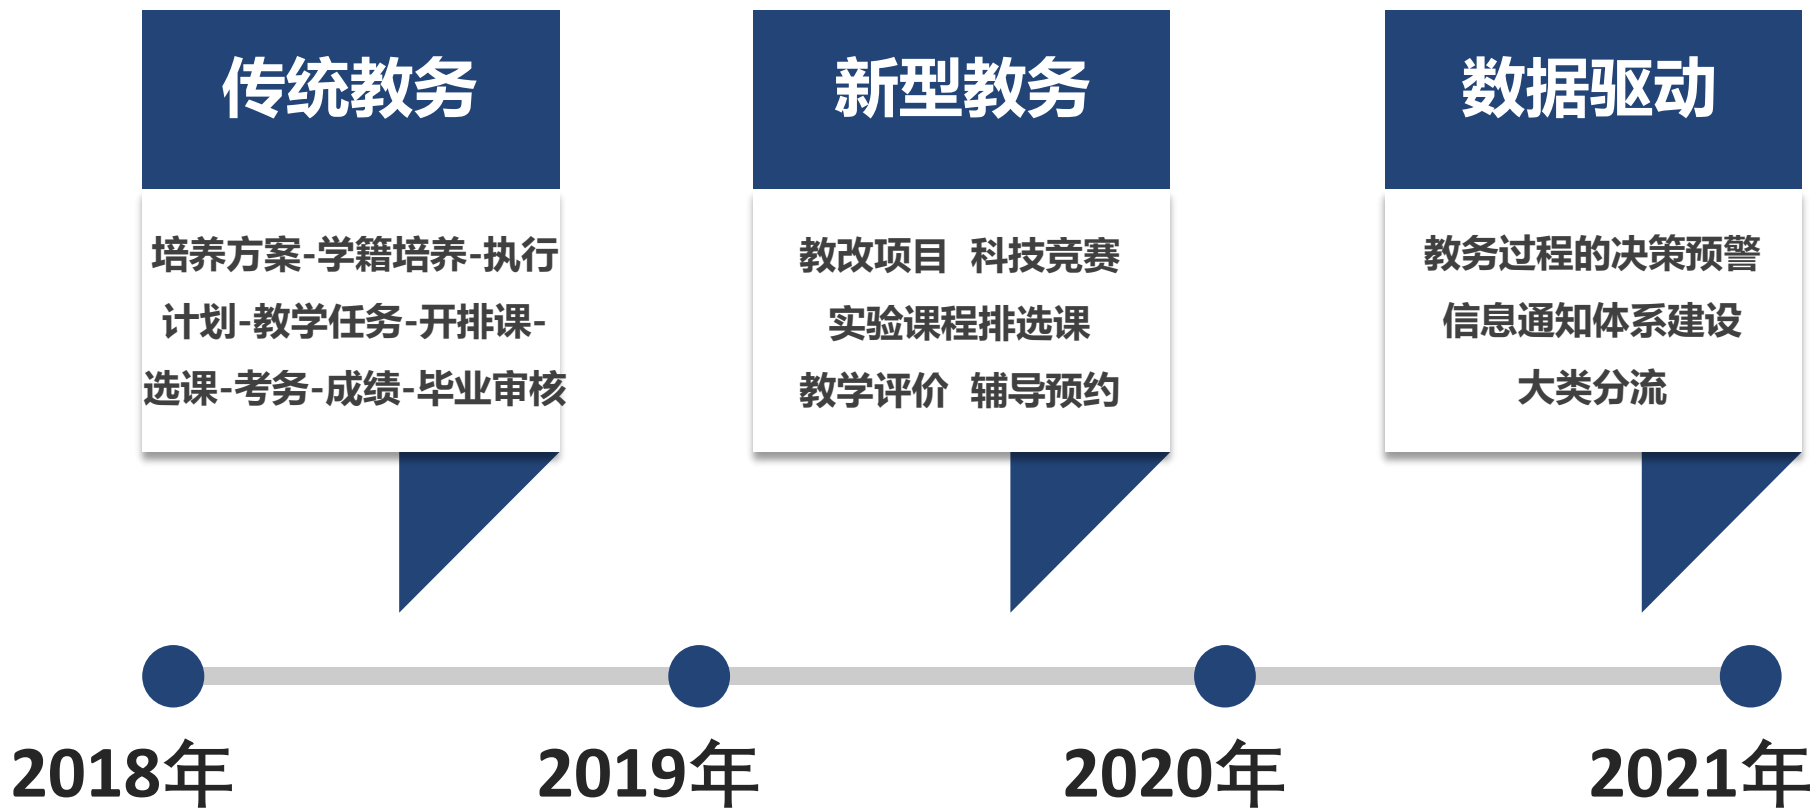 传统教务
培养方案-学籍培养-执行
计划-教学任务-开排课-
选课-考务-成绩-毕业审核
新型教务
教改项目 科技竞赛
实验课程排选课
教学评价 辅导预约
数据驱动
教务过程的决策预警
信息通知体系建设
大类分流
2018年
2019年
2020年
2021年